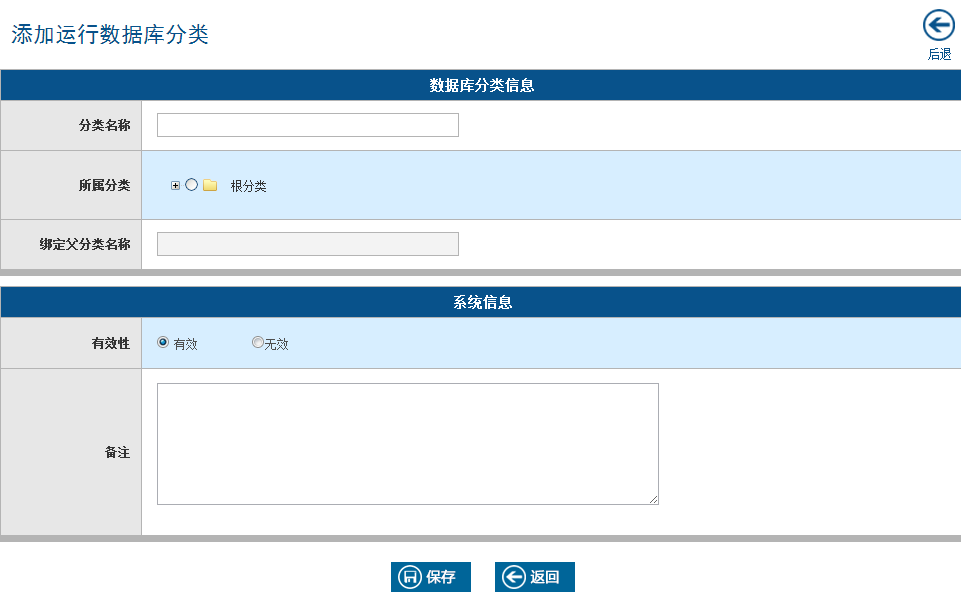 添加运行数据库分类
后退
数据库分类信息
分类名称
所属分类
根分类
绑定父分类名称
系统信息
有效性
有效 无效
备注
保存 返回